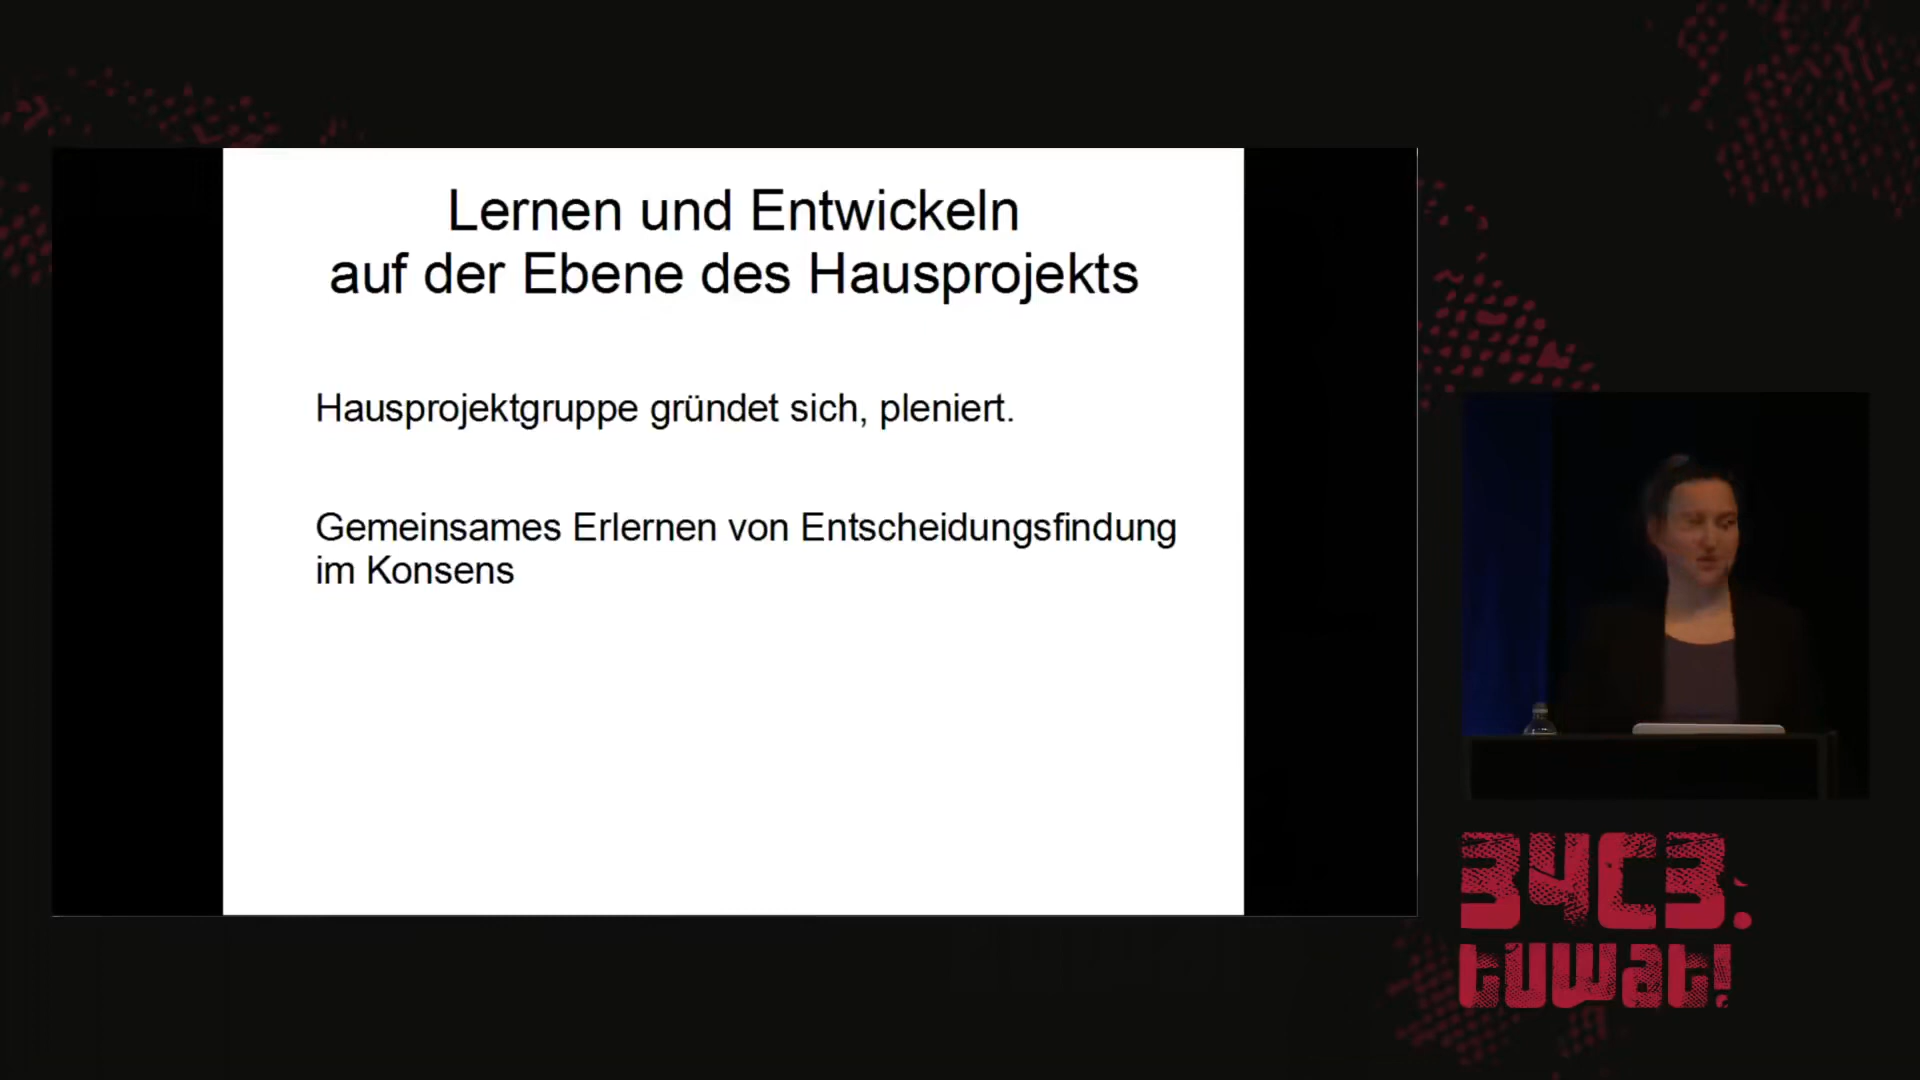 Lernen und Entwickeln
auf der Ebene des Hausprojekts
Hausprojektgruppe gründet sich, pleniert.
Gemeinsames Erlernen von Entscheidungsfindung
im Konsens
34C3.
tuwat!